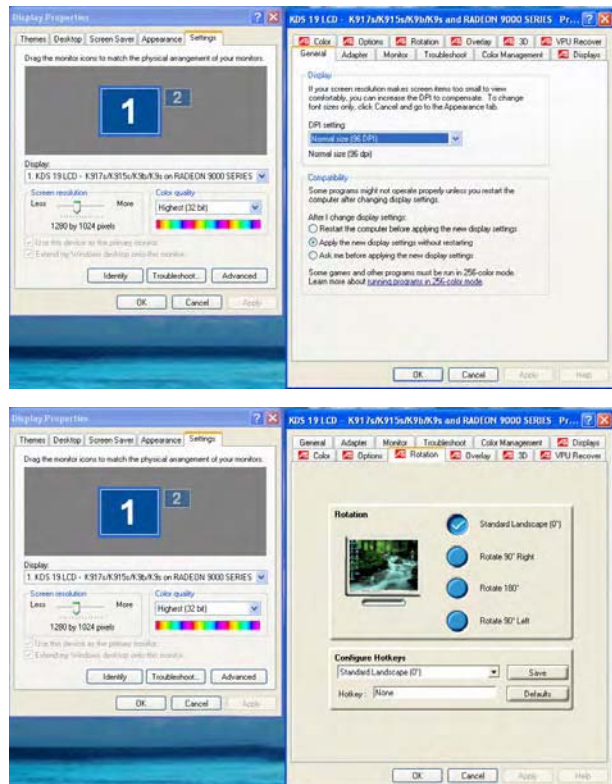 Display Properties
Themes Desktop Screen Saver Appearance Settings
Drag the monitor icons to match the physical arrangement of your monitors.
1 2
Display:
1. KDS 19 LCD - K917s/K915s/K9b/K9s on RADEON 9000 SERIES
Screen resolution
Less More
1280 by 1024 pixels
Color quality
Highest (32 bit)
Use this device as the primary monitor.
Extend my Windows desktop onto this monitor.
Identify Troubleshoot... Advanced
OK Cancel Apply
KDS 19 LCD - K917s/K915s/K9b/K9s and RADEON 9000 SERIES Pr...
Color Options Rotation Overlay 3D VPU Recover
General Adapter Monitor Troubleshoot Color Management Displays
Display
If your screen resolution makes screen items too small to view
comfortably, you can increase the DPI to compensate. To change
font sizes only, click Cancel and go to the Appearance tab.
DPI setting:
Normal size (96 DPI)
Normal size (96 dpi)
Compatibility
Some programs might not operate properly unless you restart the
computer after changing display settings.
After I change display settings:
Restart the computer before applying the new display settings
Apply the new display settings without restarting
Ask me before applying the new display settings
Some games and other programs must be run in 256-color mode.
Learn more about running programs in 256-color mode.
OK Cancel Apply Help
Display Properties
Themes Desktop Screen Saver Appearance Settings
Drag the monitor icons to match the physical arrangement of your monitors.
1 2
Display:
1. KDS 19 LCD - K917s/K915s/K9b/K9s on RADEON 9000 SERIES
Screen resolution
Less More
1280 by 1024 pixels
Color quality
Highest (32 bit)
Use this device as the primary monitor.
Extend my Windows desktop onto this monitor.
Identify Troubleshoot... Advanced
OK Cancel Apply
KDS 19 LCD - K917s/K915s/K9b/K9s and RADEON 9000 SERIES Pr...
General Adapter Monitor Troubleshoot Color Management Displays
Color Options Rotation Overlay 3D VPU Recover
Rotation
Standard Landscape (0°)
Rotate 90° Right
Rotate 180°
Rotate 90° Left
Configure Hotkeys
Standard Landscape (0°) Save
Hotkey : None Defaults
OK Cancel Apply Help